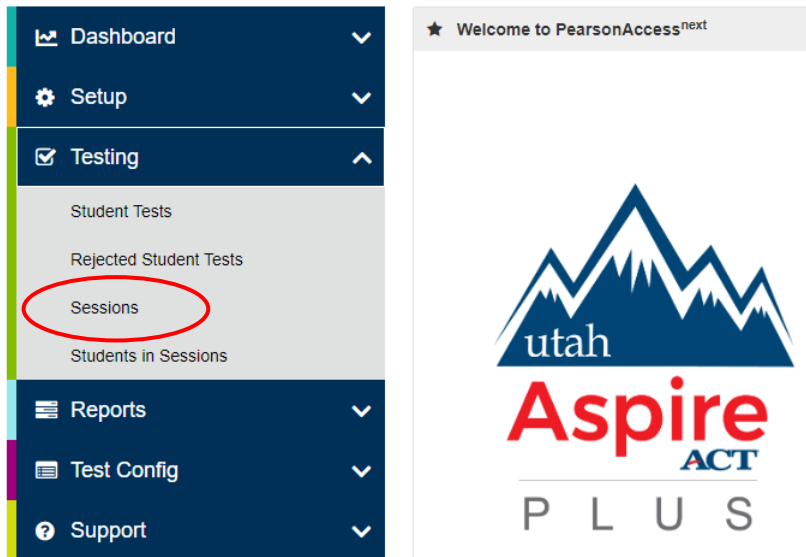 Dashboard
Setup
Testing
Student Tests
Rejected Student Tests
Sessions
Students in Sessions
Reports
Test Config
Support
Welcome to PearsonAccessnext
utah
Aspire
ACT
PLUS